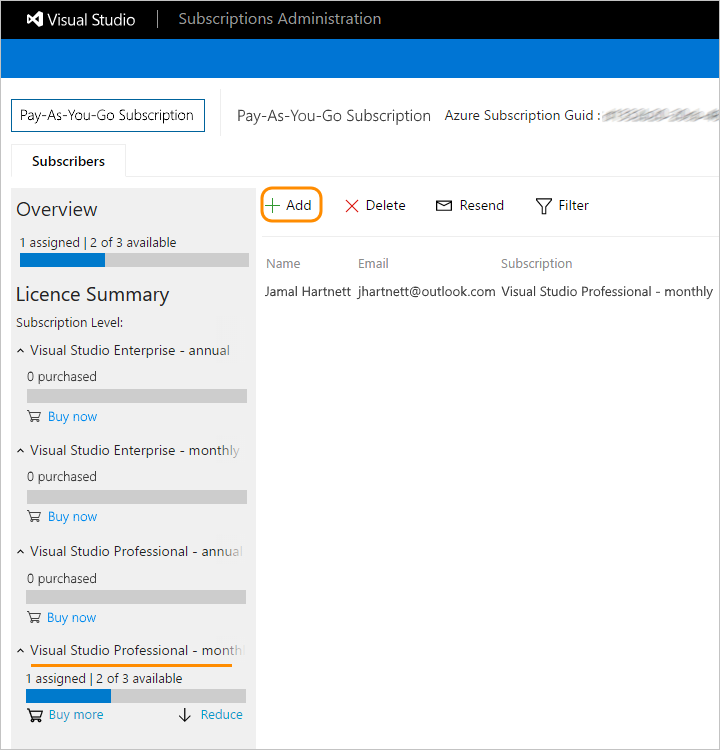 Visual Studio | Subscriptions Administration
Pay-As-You-Go Subscription
Pay-As-You-Go Subscription Azure Subscription Guid :
Subscribers
Overview
1 assigned | 2 of 3 available
Licence Summary
Subscription Level:
Visual Studio Enterprise - annual
0 purchased
Buy now
Visual Studio Enterprise - monthly
0 purchased
Buy now
Visual Studio Professional - annual
0 purchased
Buy now
Visual Studio Professional - month
1 assigned | 2 of 3 available
Buy more Reduce
Add Delete Resend Filter
Name Email Subscription
Jamal Hartnett jhartnett@outlook.com Visual Studio Professional - monthly